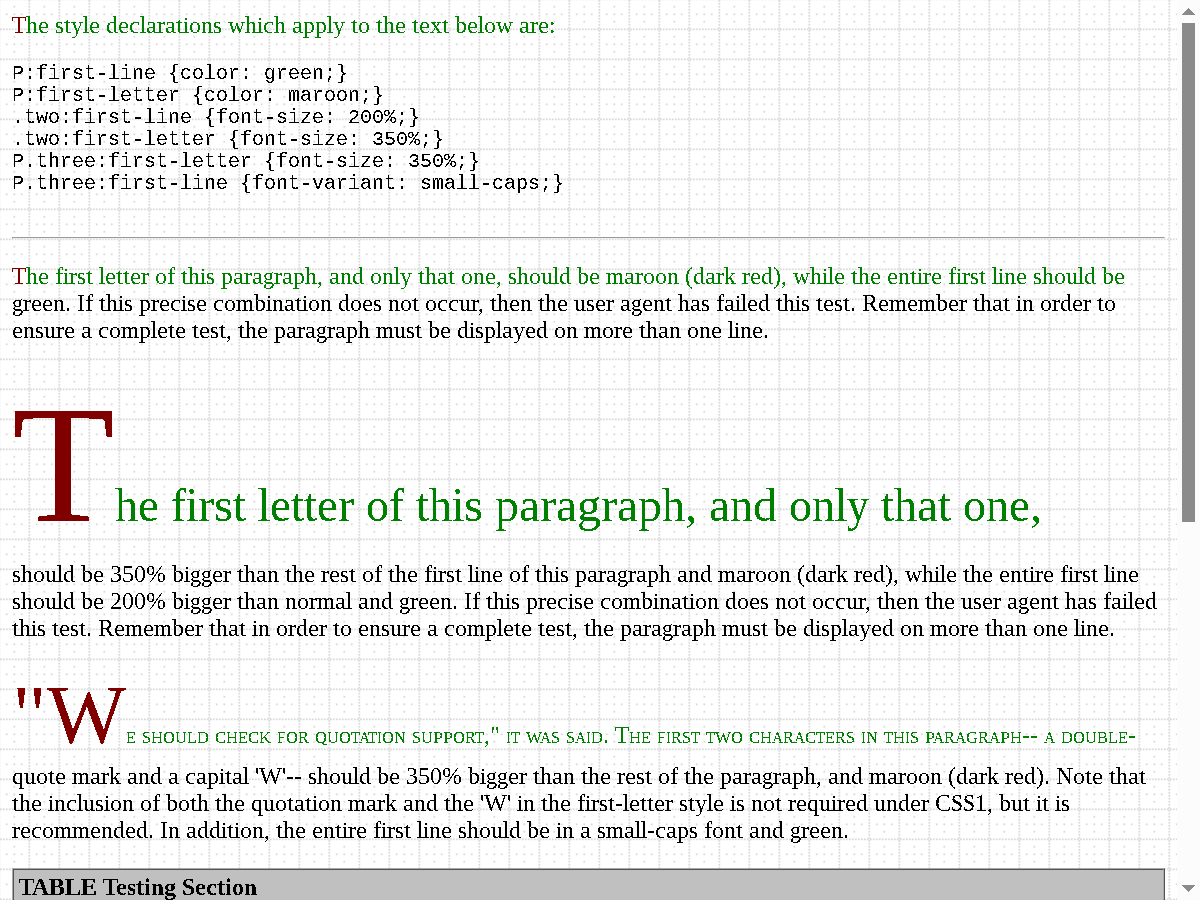 The style declarations which apply to the text below are:
P:first-line {color: green;}
P:first-letter {color: maroon;}
.two:first-line {font-size: 200%;}
.two:first-letter {font-size: 350%;}
P.three:first-letter {font-size: 350%;}
P.three:first-line {font-variant: small-caps;}
The first letter of this paragraph, and only that one, should be maroon (dark red), while the entire first line should be
green. If this precise combination does not occur, then the user agent has failed this test. Remember that in order to
ensure a complete test, the paragraph must be displayed on more than one line.
The first letter of this paragraph, and only that one,
should be 350% bigger than the rest of the first line of this paragraph and maroon (dark red), while the entire first line
should be 200% bigger than normal and green. If this precise combination does not occur, then the user agent has failed
this test. Remember that in order to ensure a complete test, the paragraph must be displayed on more than one line.
"We should check for quotation support," it was said. The first two characters in this paragraph-- a double-
quote mark and a capital 'W'-- should be 350% bigger than the rest of the paragraph, and maroon (dark red). Note that
the inclusion of both the quotation mark and the 'W' in the first-letter style is not required under CSS1, but it is
recommended. In addition, the entire first line should be in a small-caps font and green.
TABLE Testing Section